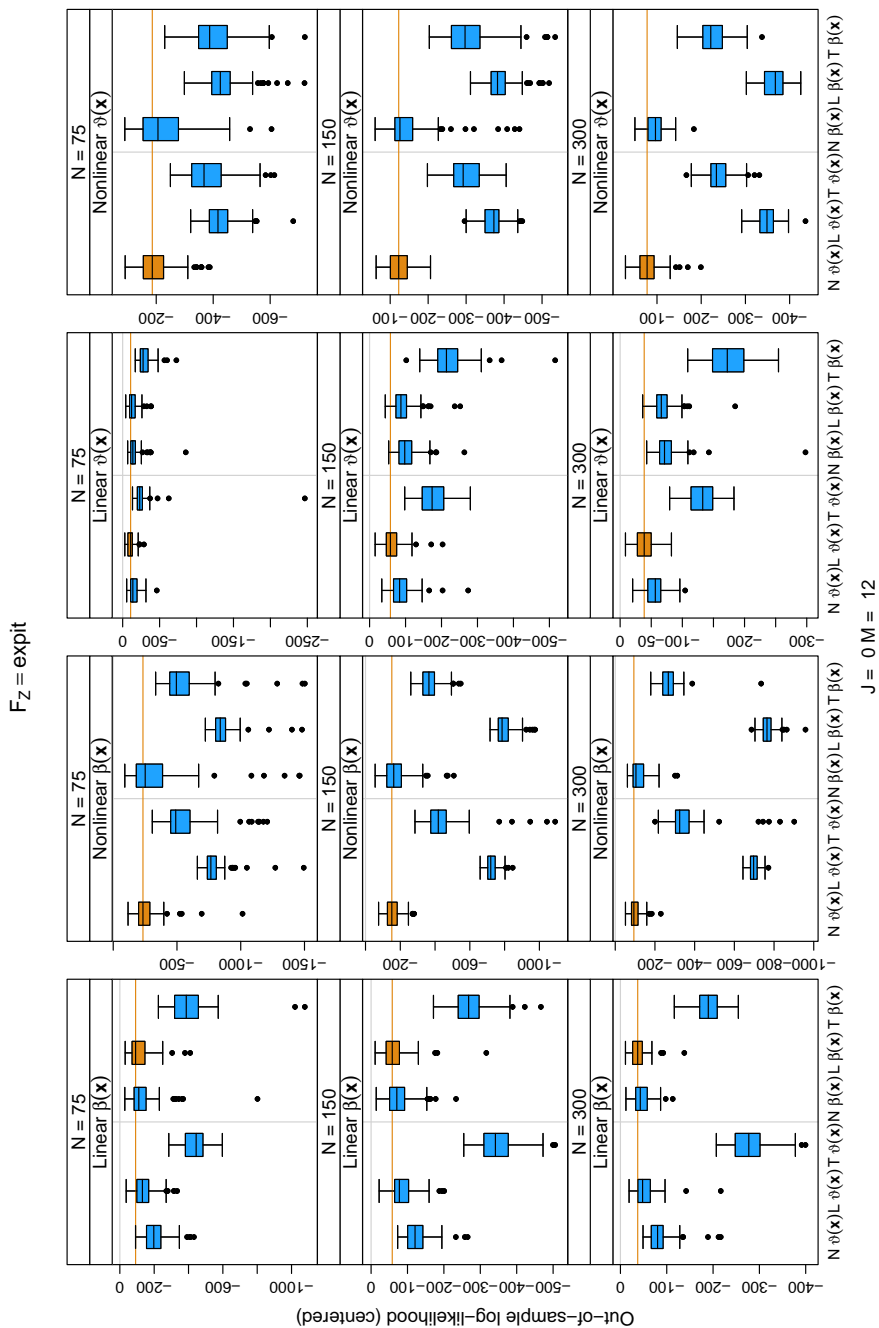 F_Z = expit
N = 75 N = 75 N = 75 N = 75
Linear β(x) Nonlinear β(x) Linear ϑ(x) Nonlinear ϑ(x)
0 −200 −600 −1000
−500 −1000 −1500
0 −500 −1500 −2500
−200 −400 −600
N = 150 N = 150 N = 150 N = 150
Linear β(x) Nonlinear β(x) Linear ϑ(x) Nonlinear ϑ(x)
0 −100 −200 −300 −400 −500
−200 −600 −1000
0 −100 −200 −300 −400 −500
−100 −200 −300 −400 −500
N = 300 N = 300 N = 300 N = 300
Linear β(x) Nonlinear β(x) Linear ϑ(x) Nonlinear ϑ(x)
0 −100 −200 −300 −400
−200 −400 −600 −800 −1000
0 −50 −100 −200 −300
−100 −200 −300 −400
Out−of−sample log−likelihood (centered)
N ϑ(x) L ϑ(x) T ϑ(x) N β(x) L β(x) T β(x)
N ϑ(x) L ϑ(x) T ϑ(x) N β(x) L β(x) T β(x)
N ϑ(x) L ϑ(x) T ϑ(x) N β(x) L β(x) T β(x)
N ϑ(x) L ϑ(x) T ϑ(x) N β(x) L β(x) T β(x)
J = 0 M = 12